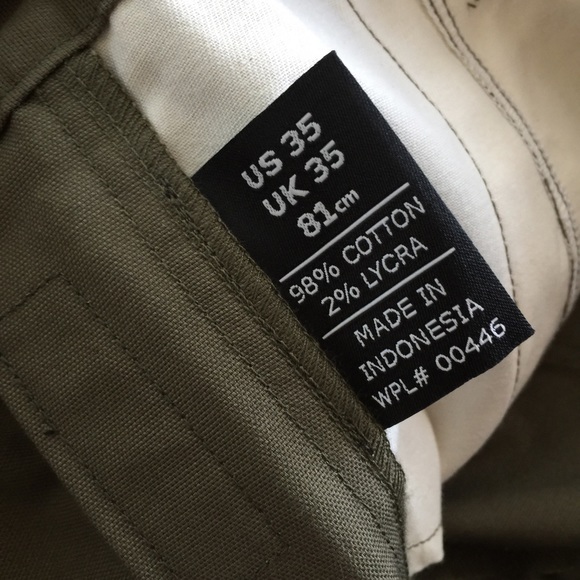 US 35
UK 35
81cm
98% COTTON
2% LYCRA
MADE IN
INDONESIA
WPL# 00446